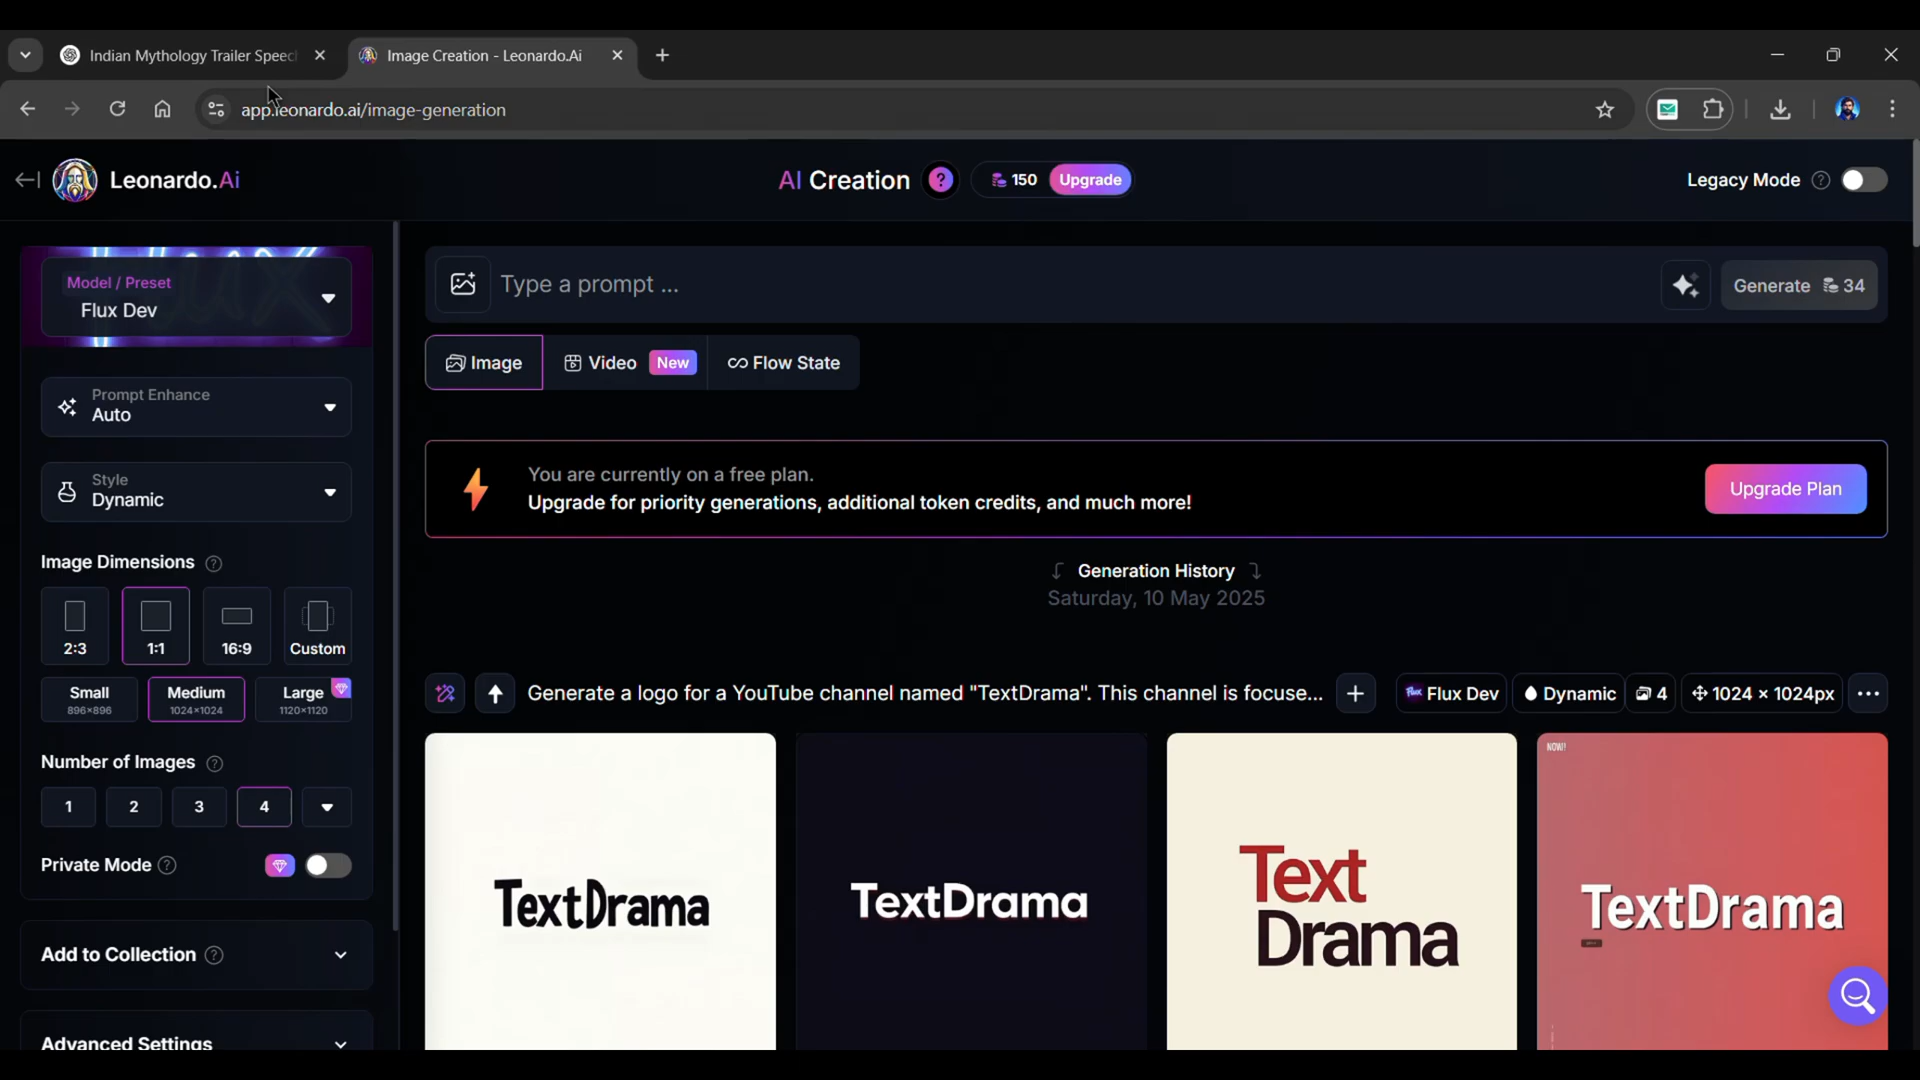 Indian Mythology Trailer Speech
Image Creation - Leonardo.Ai
app.leonardo.ai/image-generation
Leonardo.Ai
AI Creation ? 150 Upgrade
Legacy Mode ?
Model / Preset
Flux Dev
Type a prompt ...
Generate 34
Image
Video New
Flow State
Prompt Enhance
Auto
You are currently on a free plan.
Upgrade for priority generations, additional token credits, and much more!
Upgrade Plan
Style
Dynamic
Image Dimensions ?
Generation History
Saturday, 10 May 2025
2:3
1:1
16:9
Custom
Small
896×896
Medium
1024×1024
Large
1120×1120
Generate a logo for a YouTube channel named "TextDrama". This channel is focuse...
Flux Dev
Dynamic
4
1024 × 1024px
Number of Images ?
1
2
3
4
Private Mode ?
TextDrama
TextDrama
Text
Drama
NOW!
TextDrama
Add to Collection ?
Advanced Settings